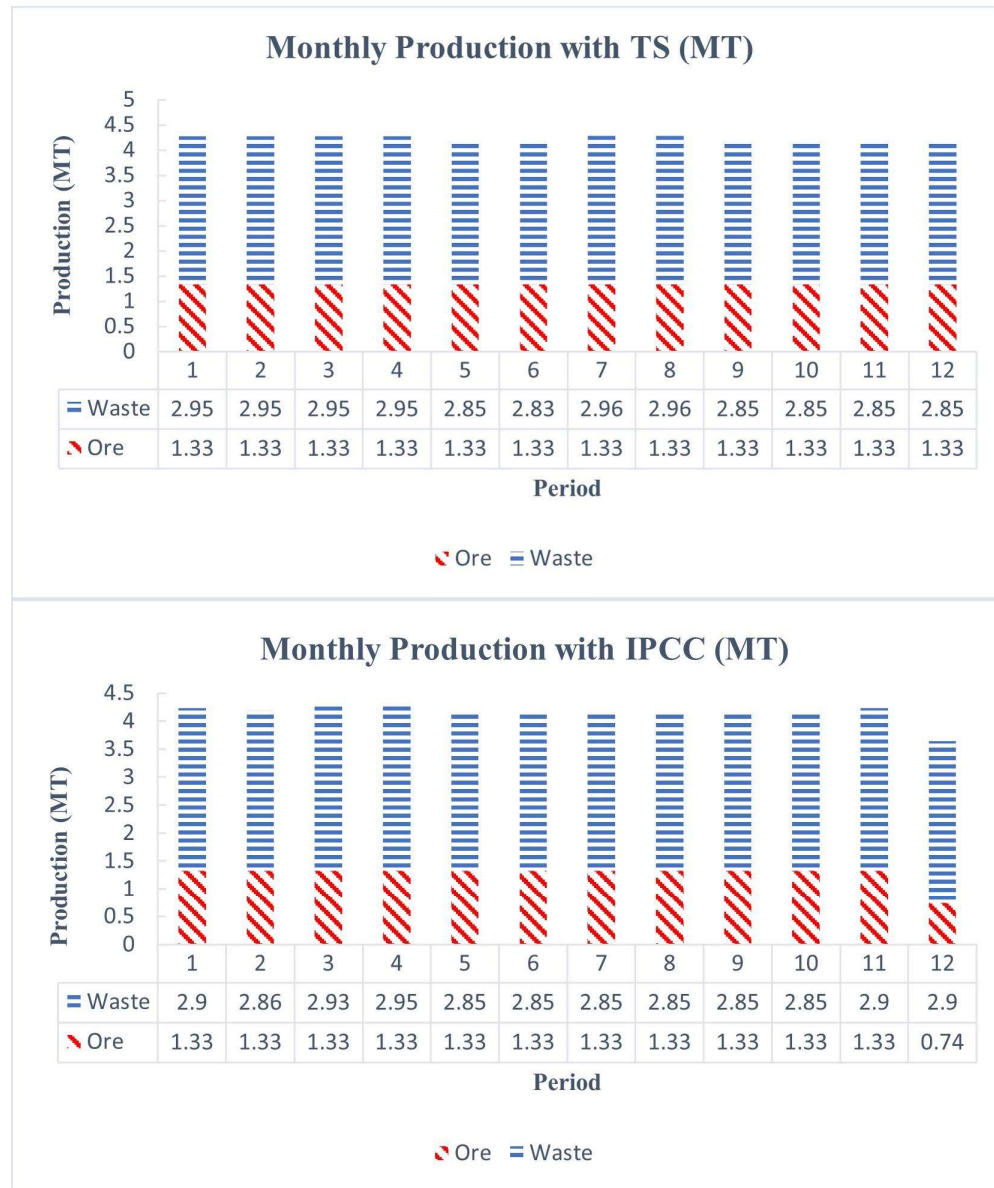 Monthly Production with TS (MT)
Production (MT)
5
4.5
4
3.5
3
2.5
2
1.5
1
0.5
0
1 2 3 4 5 6 7 8 9 10 11 12
Waste 2.95 2.95 2.95 2.95 2.85 2.83 2.96 2.96 2.85 2.85 2.85 2.85
Ore 1.33 1.33 1.33 1.33 1.33 1.33 1.33 1.33 1.33 1.33 1.33 1.33
Period
Ore Waste
Monthly Production with IPCC (MT)
Production (MT)
4.5
4
3.5
3
2.5
2
1.5
1
0.5
0
1 2 3 4 5 6 7 8 9 10 11 12
Waste 2.9 2.86 2.93 2.95 2.85 2.85 2.85 2.85 2.85 2.85 2.9 2.9
Ore 1.33 1.33 1.33 1.33 1.33 1.33 1.33 1.33 1.33 1.33 1.33 0.74
Period
Ore Waste